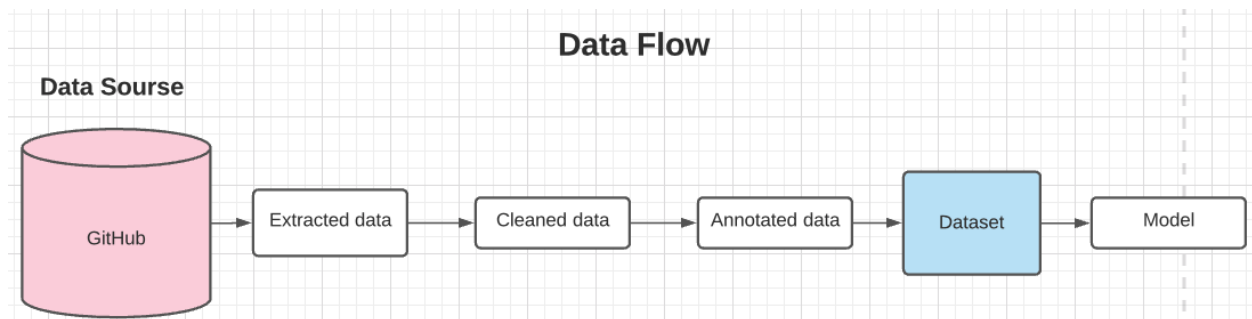 Data Flow
Data Sourse
GitHub
Extracted data
Cleaned data
Annotated data
Dataset
Model